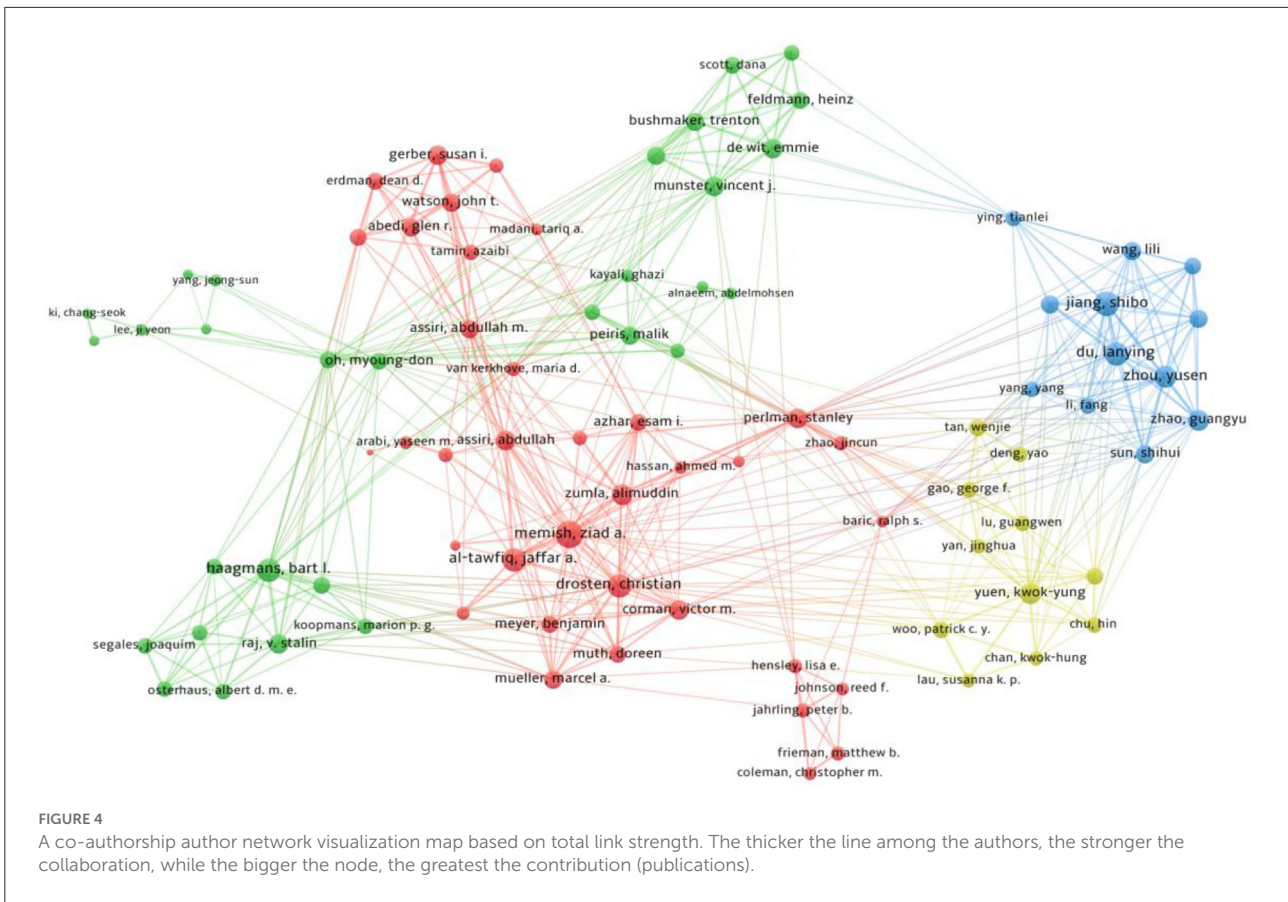 scott, dana
feldmann, heinz
bushmaker, trenton
de wit, emmie
gerber, susan i.
erdman, dean d.
munster, vincent j.
watson, john t.
ying, tianlei
abedi, glen r.
madani, tariq a.
tamin, azaibi
wang, lili
kayali, ghazi
yang, jeong-sun
alnaeem, abdelmohsen
jiang, shibo
ki, chang-seok
lee, ji yeon
assiri, abdullah m.
peiris, malik
du, lanying
oh, myoung-don
van kerkhove, maria d.
zhou, yusen
yang, yang
li, fang
perlman, stanley
zhao, guangyu
azhar, esam i.
tan, wenjie
arabi, yaseen m.
assiri, abdullah
zhao, jincun
deng, yao
sun, shihui
hassan, ahmed m.
zumla, alimuddin
gao, george f.
baric, ralph s.
lu, guangwen
memish, ziad a.
yan, jinghua
al-tawfiq, jaffar a.
haagmans, bart l.
drosten, christian
yuen, kwok-yung
corman, victor m.
meyer, benjamin
koopmans, marion p. g.
chu, hin
woo, patrick c. y.
segales, joaquim
raj, v. stalin
muth, doreen
chan, kwok-hung
hensley, lisa e.
mueller, marcel a.
lau, susanna k. p.
osterhaus, albert d. m. e.
johnson, reed f.
jahrling, peter b.
frieman, matthew b.
coleman, christopher m.
FIGURE 4
A co-authorship author network visualization map based on total link strength. The thicker the line among the authors, the stronger the
collaboration, while the bigger the node, the greatest the contribution (publications).